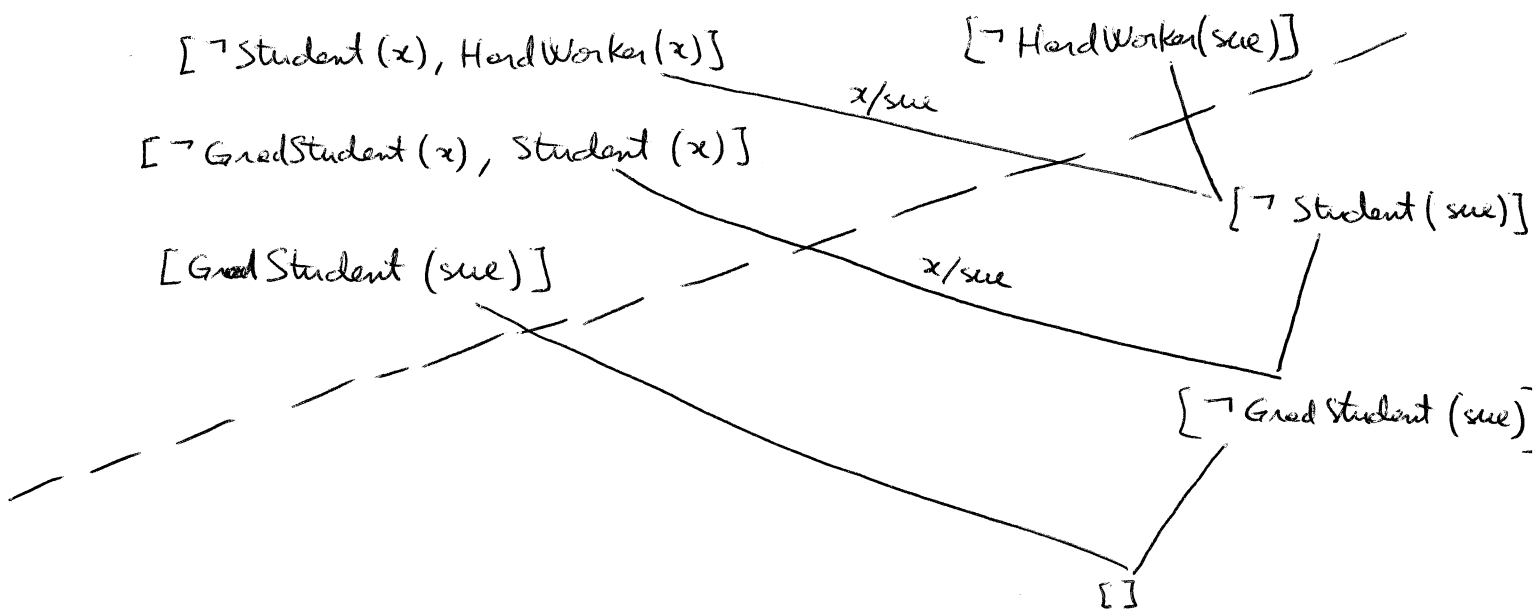 [¬Student(x), HardWorker(x)]
[¬HardWorker(sue)]
x/sue
[¬GradStudent(x), Student(x)]
[¬Student(sue)]
[GradStudent(sue)]
x/sue
[¬GradStudent(sue)]
[]